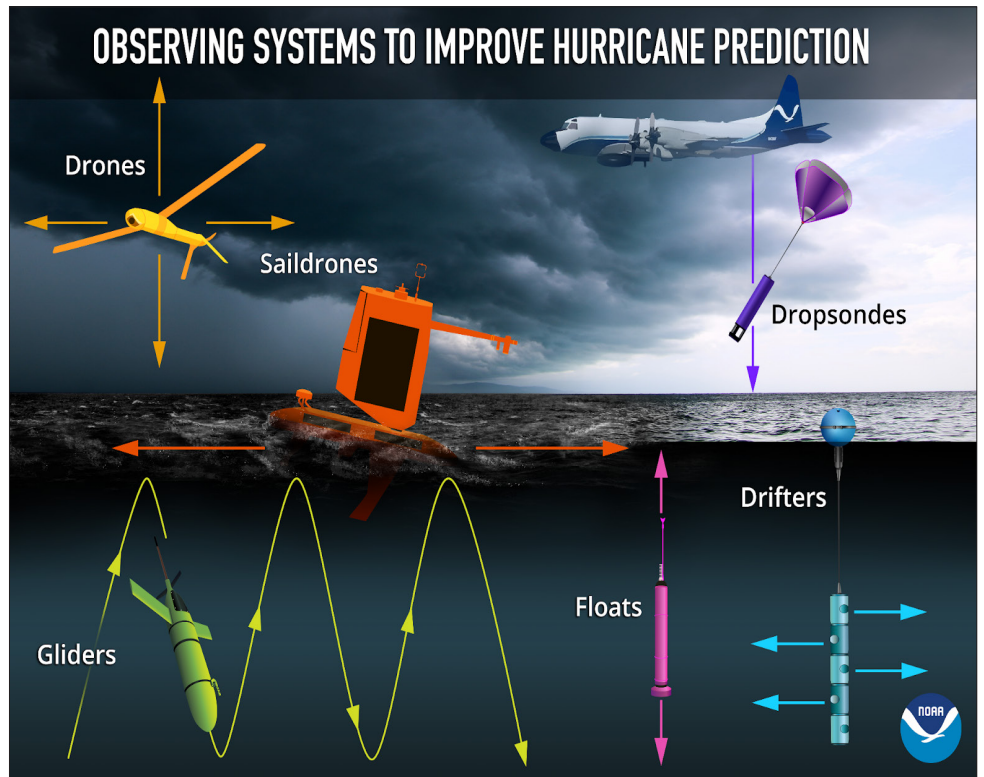 OBSERVING SYSTEMS TO IMPROVE HURRICANE PREDICTION
Drones
Saildrones
Dropsondes
Drifters
Floats
Gliders
NOAA